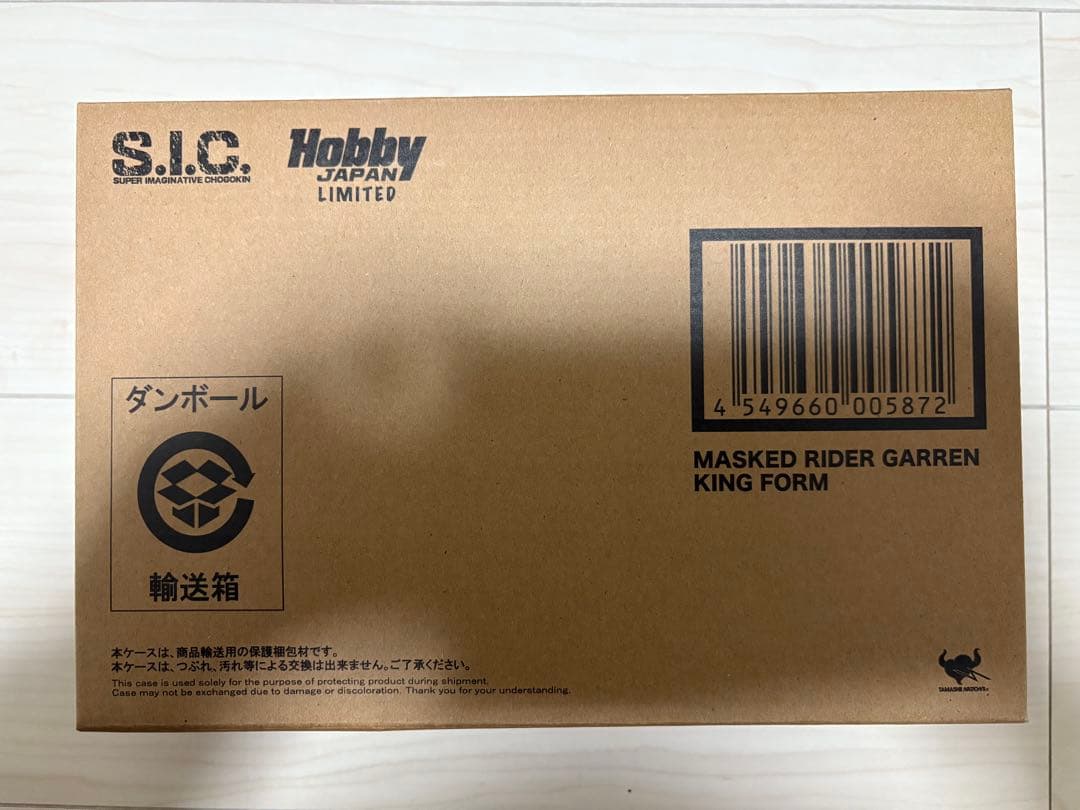 S.I.C.
SUPER IMAGINATIVE CHOGOKIN
Hobby
JAPAN
LIMITED
4 549660 005872
MASKED RIDER GARREN
KING FORM
ダンボール
輸送箱
本ケースは、商品輸送用の保護梱包材です。
本ケースは、つぶれ、汚れ等による交換は出来ません。ご了承ください。
This case is used solely for the purpose of protecting product during shipment.
Case may not be exchanged due to damage or discoloration. Thank you for your understanding.
TAMASHII NATIONS